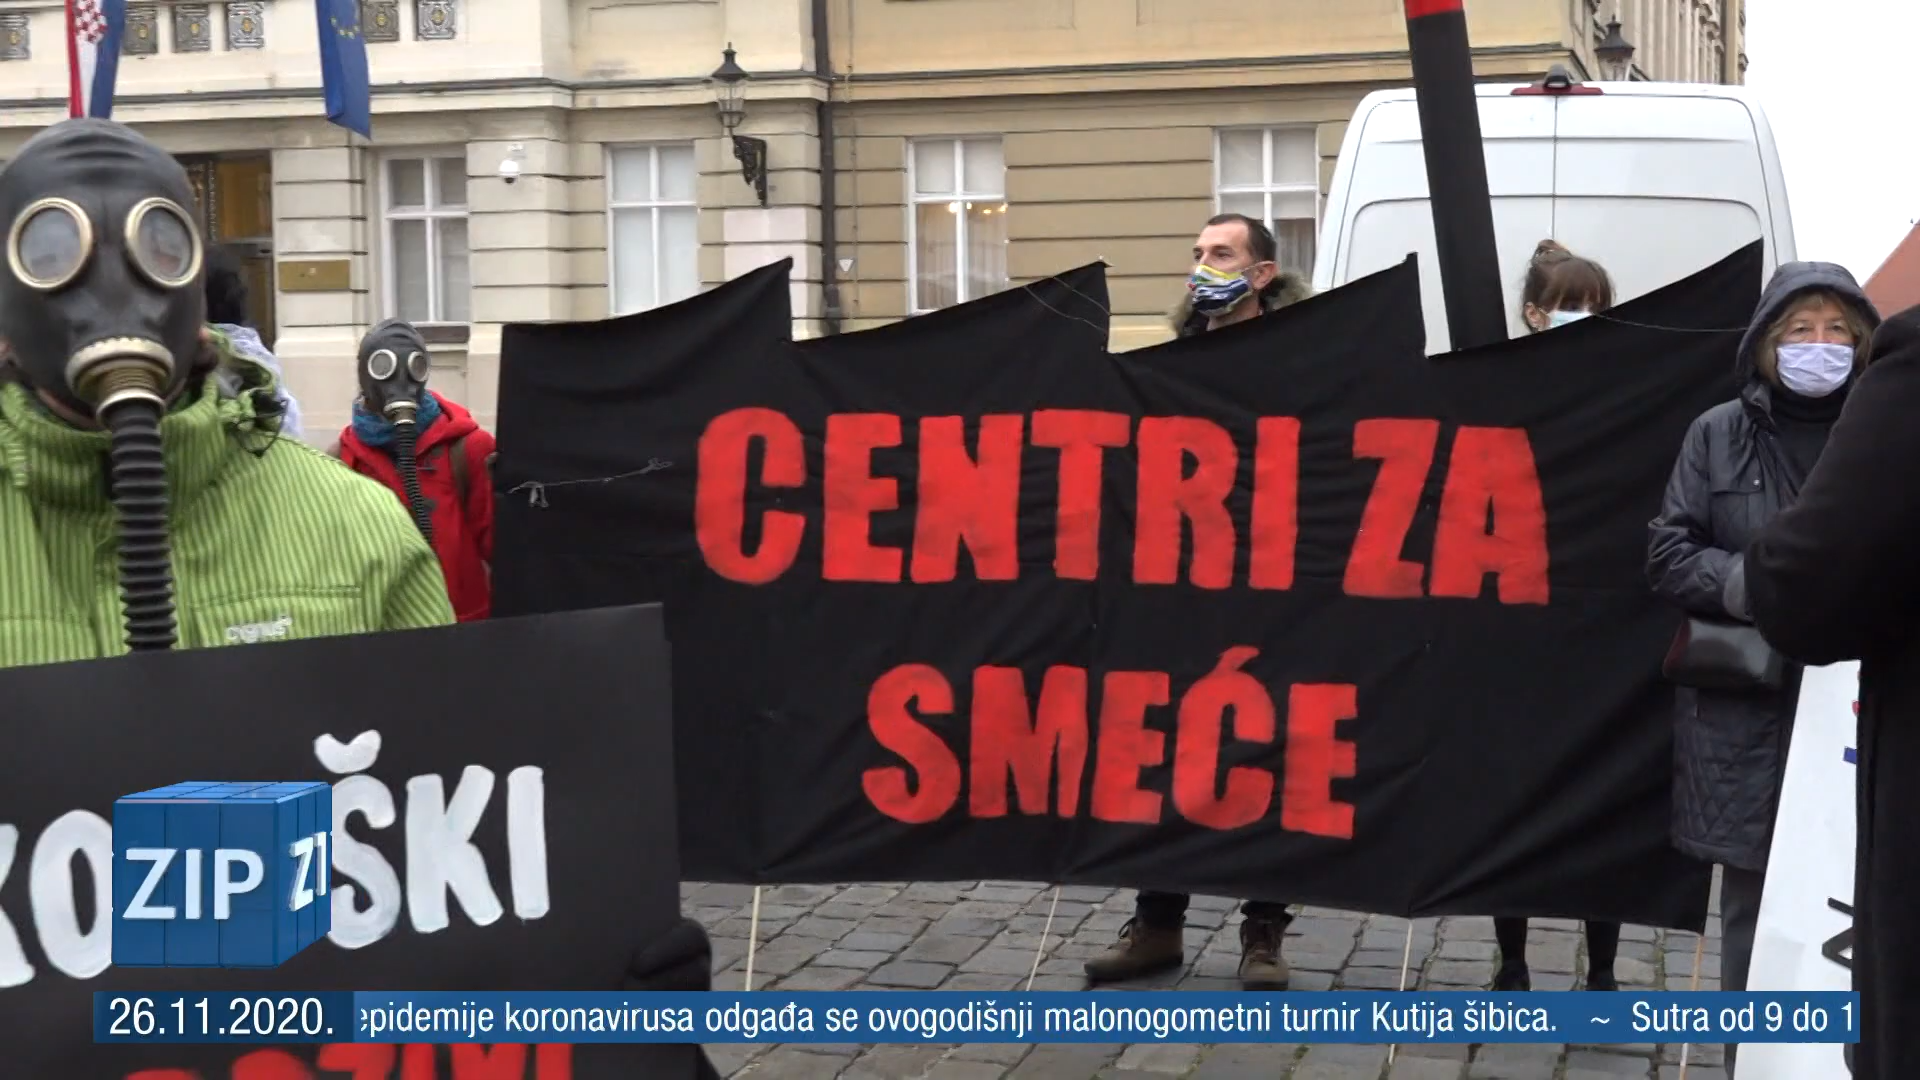 CENTRI ZA
SMEĆE
cygnus
ZIP
26.11.2020. epidemije koronavirusa odgađa se ovogodišnji malonogometni turnir Kutija šibica. ~ Sutra od 9 do 1